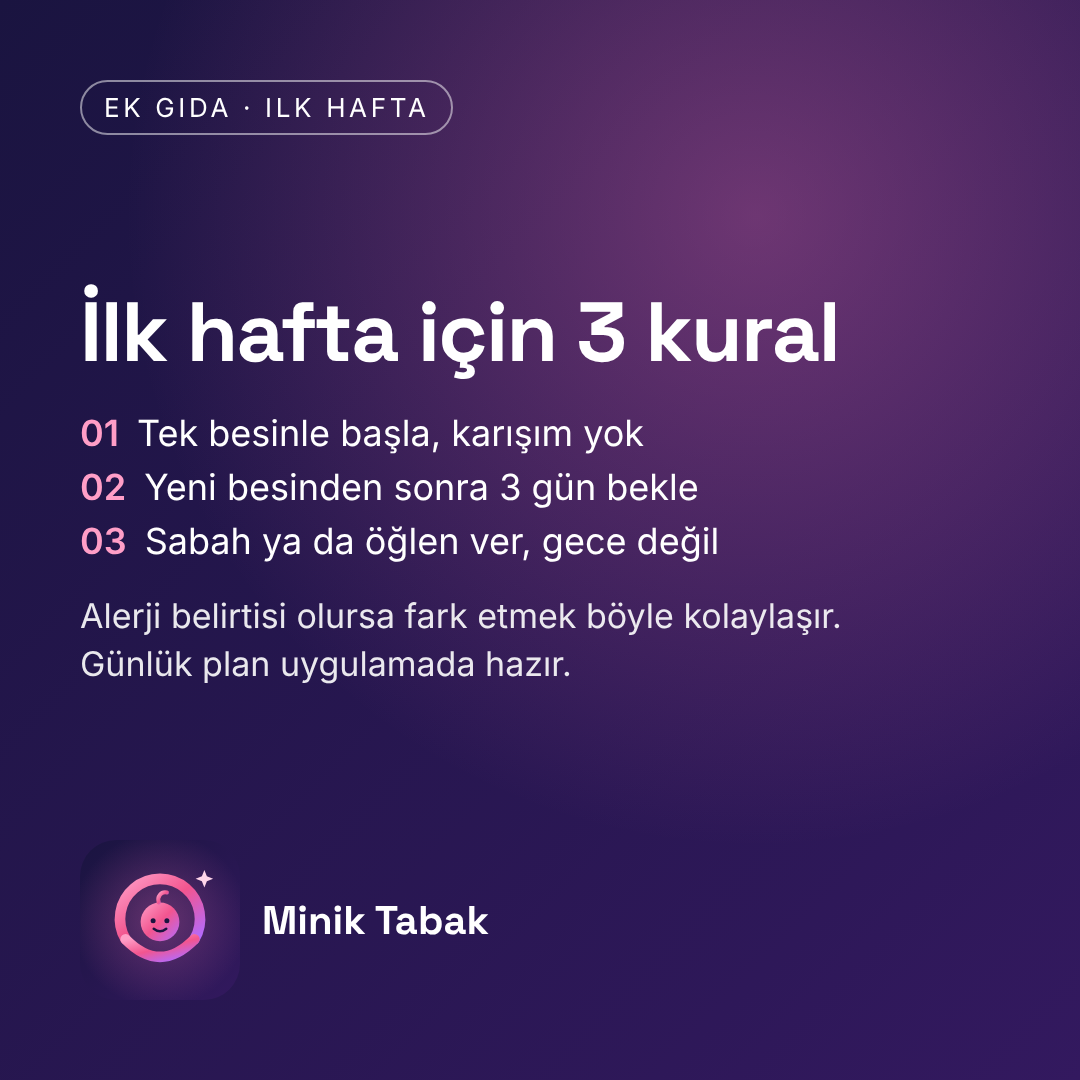 EK GIDA · ILK HAFTA
İlk hafta için 3 kural
01 Tek besinle başla, karışım yok
02 Yeni besinden sonra 3 gün bekle
03 Sabah ya da öğlen ver, gece değil
Alerji belirtisi olursa fark etmek böyle kolaylaşır.
Günlük plan uygulamada hazır.
Minik Tabak